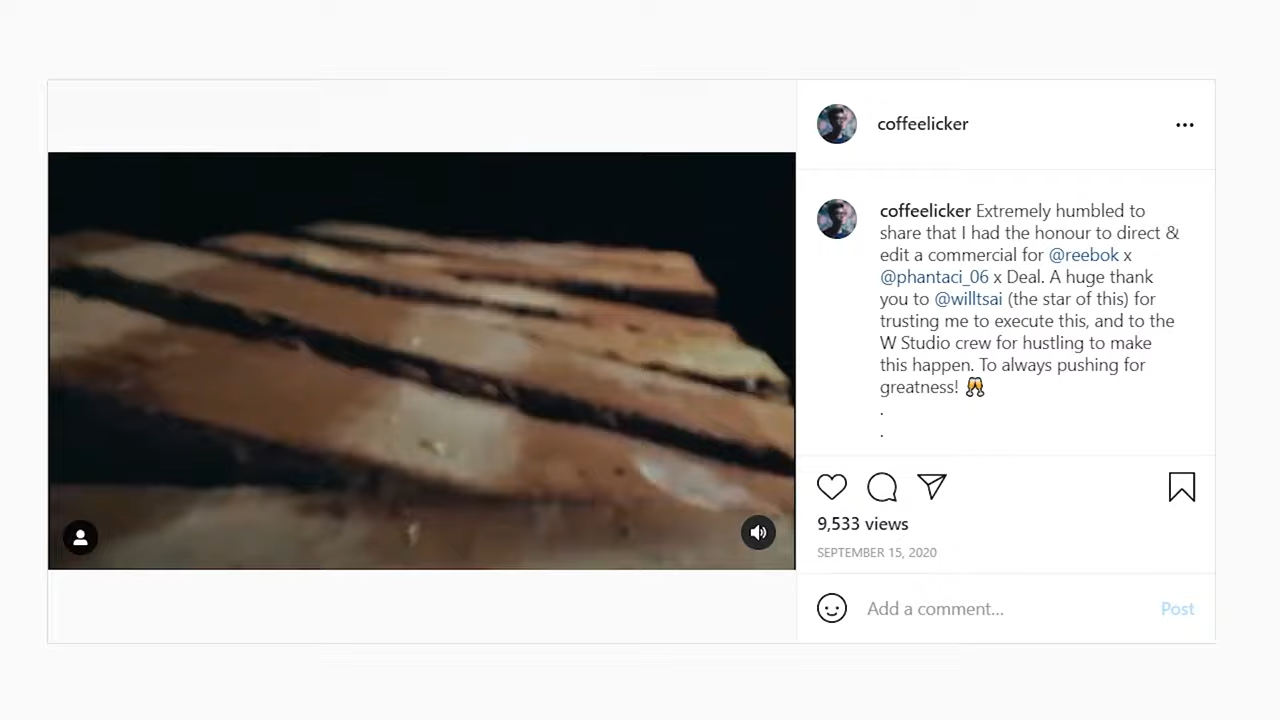 coffeelicker
coffeelicker Extremely humbled to
share that I had the honour to direct &
edit a commercial for @reebok x
@phantaci_06 x Deal. A huge thank
you to @willtsai (the star of this) for
trusting me to execute this, and to the
W Studio crew for hustling to make
this happen. To always pushing for
greatness! 🥂
.
.
9,533 views
SEPTEMBER 15, 2020
Add a comment...
Post